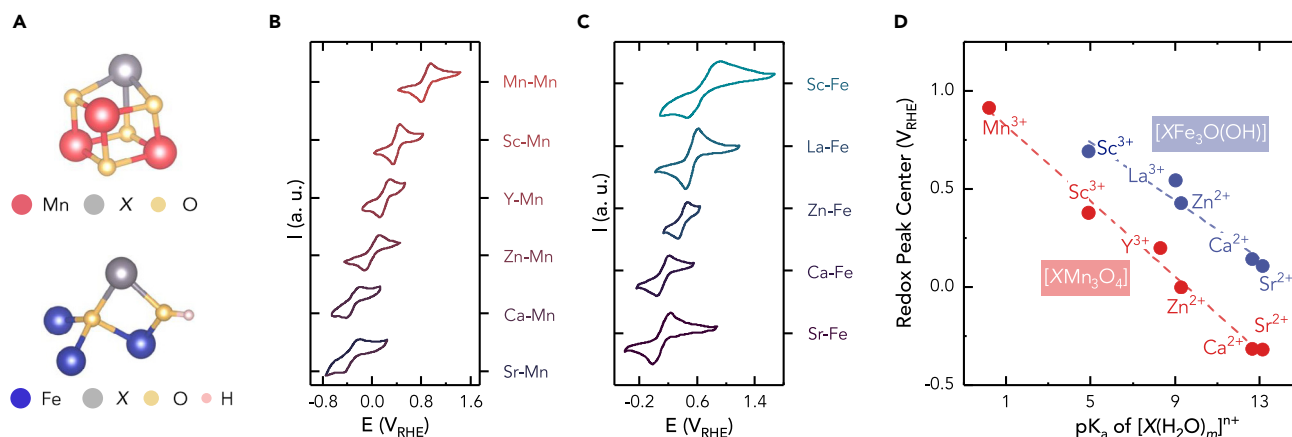 A
Mn X O
Fe X O H
B
I (a. u.)
Mn-Mn
Sc-Mn
Y-Mn
Zn-Mn
Ca-Mn
Sr-Mn
-0.8 0.0 0.8 1.6
E (V_RHE)
C
I (a. u.)
Sc-Fe
La-Fe
Zn-Fe
Ca-Fe
Sr-Fe
-0.2 0.6 1.4
E (V_RHE)
D
Redox Peak Center (V_RHE)
1.0
0.5
0.0
-0.5
Mn³⁺
[XFe₃O(OH)]
Sc³⁺
La³⁺
Sc³⁺
Zn²⁺
Y³⁺
Ca²⁺
[XMn₃O₄]
Sr²⁺
Zn²⁺
Sr²⁺
Ca²⁺
1 5 9 13
pKₐ of [X(H₂O)ₘ]ⁿ⁺